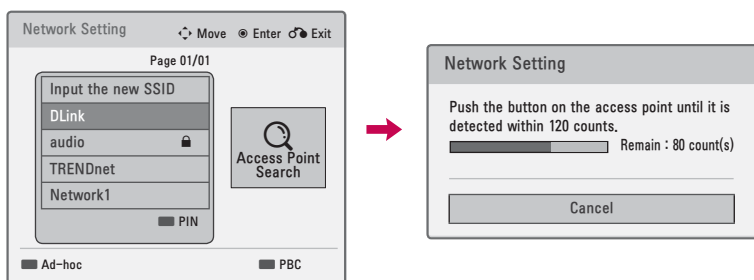 Network Setting
Move Enter Exit
Page 01/01
Input the new SSID
DLink
audio
TRENDnet
Network1
PIN
Access Point
Search
Ad-hoc
PBC
Network Setting
Push the button on the access point until it is
detected within 120 counts.
Remain : 80 count(s)
Cancel